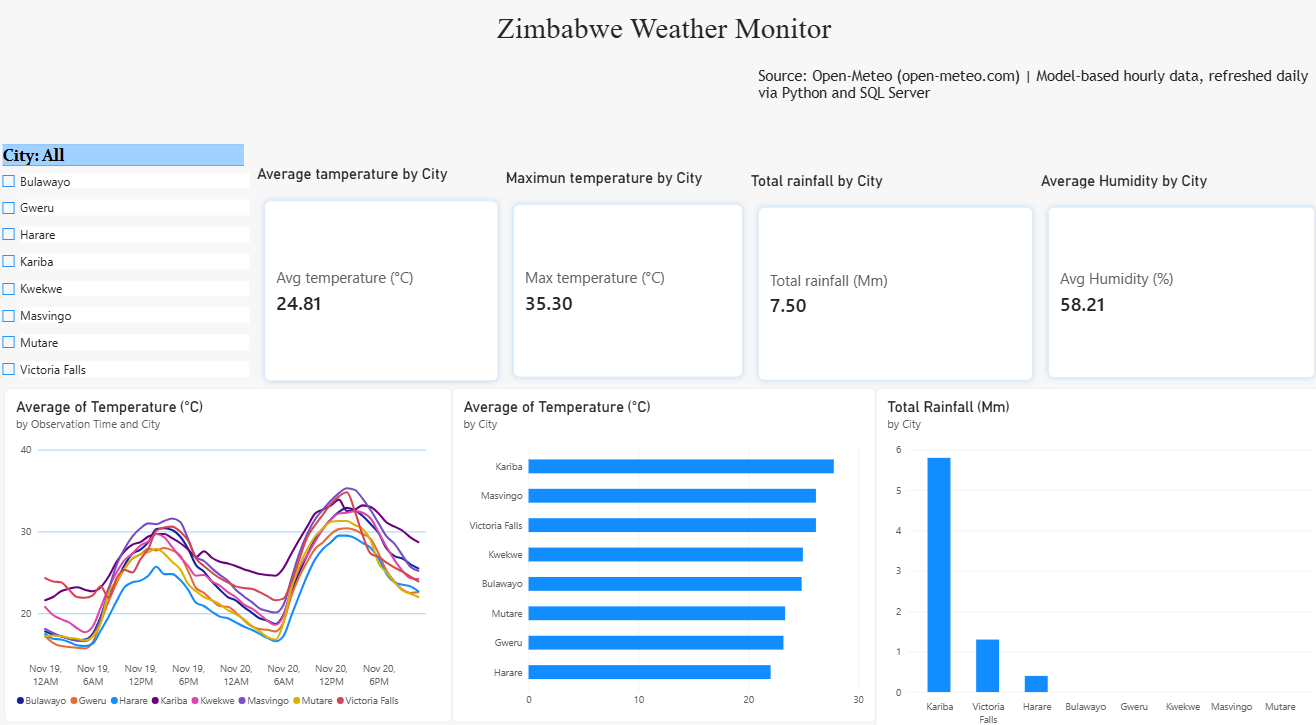 Zimbabwe Weather Monitor
Source: Open-Meteo (open-meteo.com) | Model-based hourly data, refreshed daily
via Python and SQL Server
City: All
Bulawayo
Gweru
Harare
Kariba
Kwekwe
Masvingo
Mutare
Victoria Falls
Average tamperature by City
Avg temperature (°C)
24.81
Maximun temperature by City
Max temperature (°C)
35.30
Total rainfall by City
Total rainfall (Mm)
7.50
Average Humidity by City
Avg Humidity (%)
58.21
Average of Temperature (°C)
by Observation Time and City
40
30
20
Nov 19,
12AM
Nov 19,
6AM
Nov 19,
12PM
Nov 19,
6PM
Nov 20,
12AM
Nov 20,
6AM
Nov 20,
12PM
Nov 20,
6PM
Bulawayo Gweru Harare Kariba Kwekwe Masvingo Mutare Victoria Falls
Average of Temperature (°C)
by City
Kariba
Masvingo
Victoria Falls
Kwekwe
Bulawayo
Mutare
Gweru
Harare
0 10 20 30
Total Rainfall (Mm)
by City
6
5
4
3
2
1
0
Kariba
Victoria
Falls
Harare
Bulawayo
Gweru
Kwekwe
Masvingo
Mutare